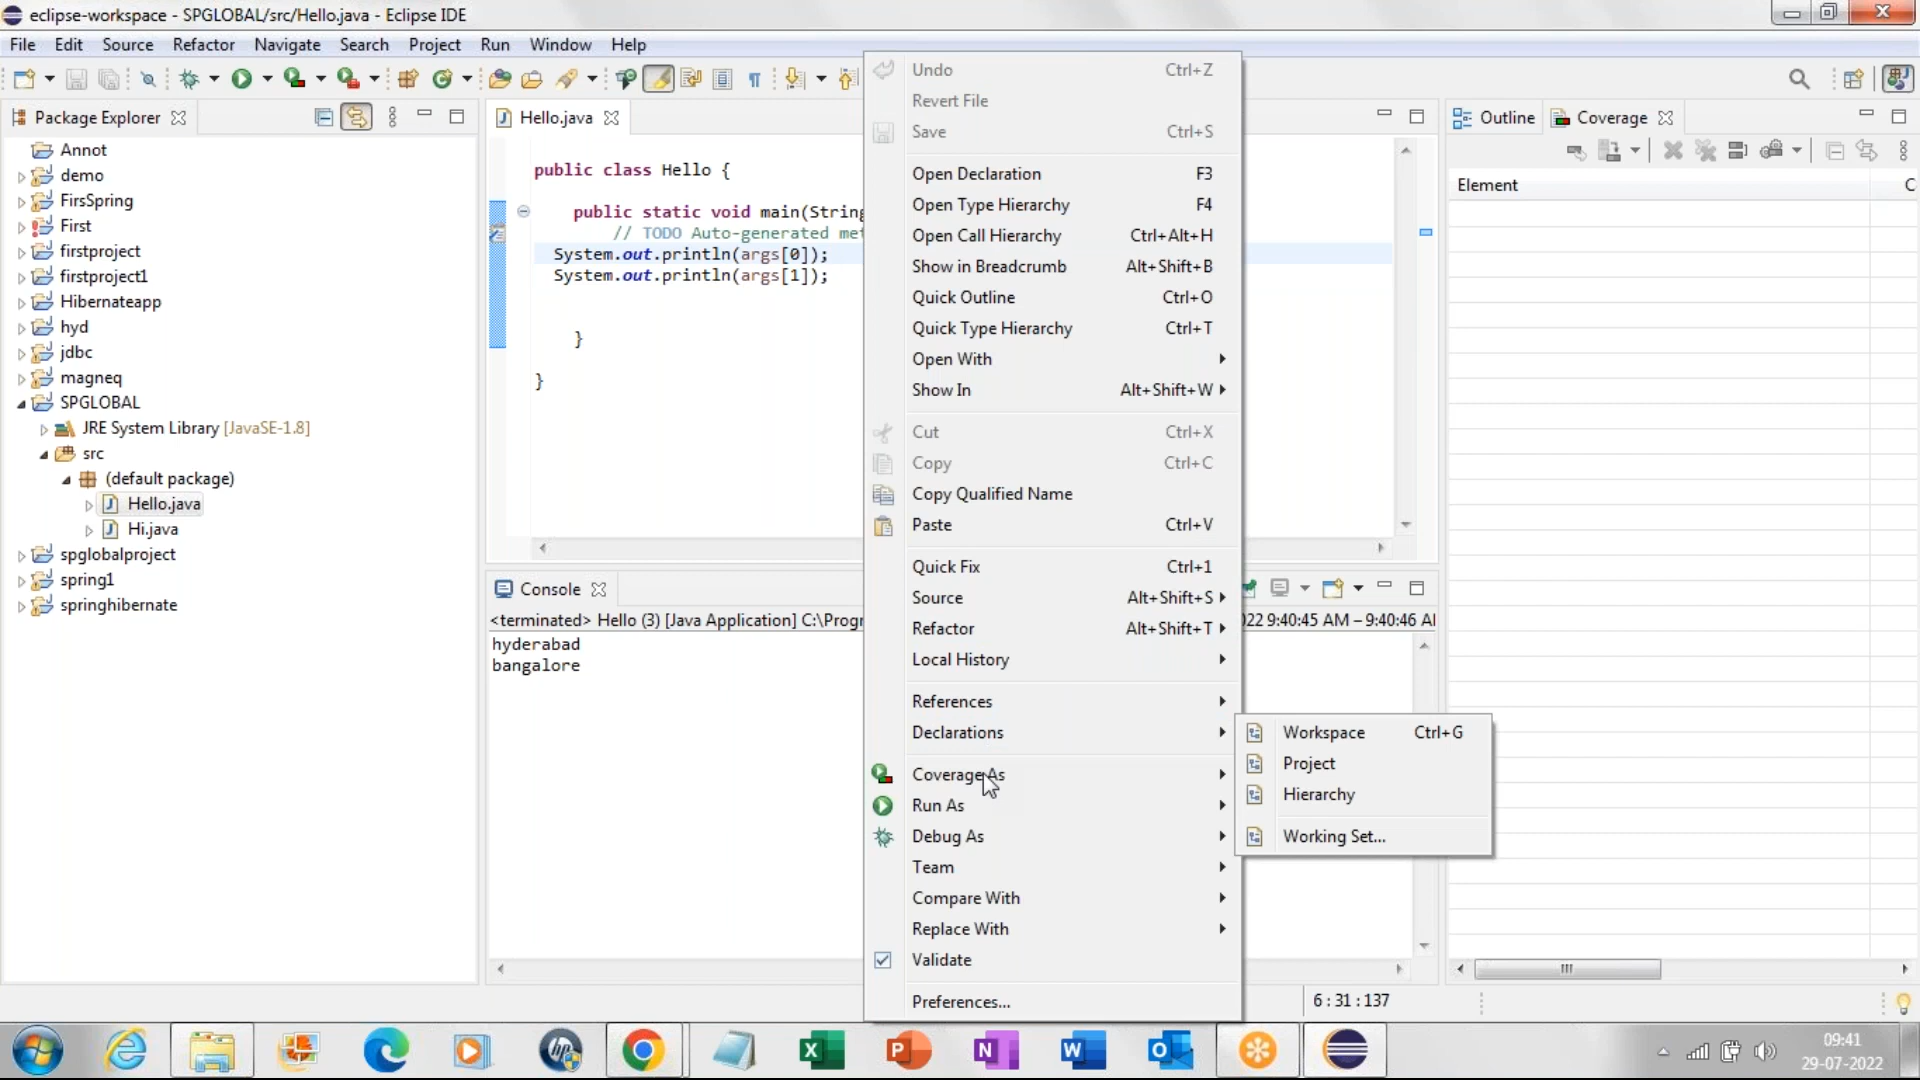 eclipse-workspace - SPGLOBAL/src/Hello.java - Eclipse IDE
File Edit Source Refactor Navigate Search Project Run Window Help
Package Explorer
Annot
demo
FirsSpring
First
firstproject
firstproject1
Hibernateapp
hyd
jdbc
magneq
SPGLOBAL
JRE System Library [JavaSE-1.8]
src
(default package)
Hello.java
Hi.java
spglobalproject
spring1
springhibernate
Hello.java
public class Hello {
public static void main(String
// TODO Auto-generated met
System.out.println(args[0]);
System.out.println(args[1]);
}
}
Console
<terminated> Hello (3) [Java Application] C:\Progr
022 9:40:45 AM – 9:40:46 AM
hyderabad
bangalore
Undo Ctrl+Z
Revert File
Save Ctrl+S
Open Declaration F3
Open Type Hierarchy F4
Open Call Hierarchy Ctrl+Alt+H
Show in Breadcrumb Alt+Shift+B
Quick Outline Ctrl+O
Quick Type Hierarchy Ctrl+T
Open With
Show In Alt+Shift+W
Cut Ctrl+X
Copy Ctrl+C
Copy Qualified Name
Paste Ctrl+V
Quick Fix Ctrl+1
Source Alt+Shift+S
Refactor Alt+Shift+T
Local History
References
Declarations
Coverage As
Run As
Debug As
Team
Compare With
Replace With
Validate
Preferences...
Workspace Ctrl+G
Project
Hierarchy
Working Set...
Outline
Coverage
Element C
6 : 31 : 137
09:41
29-07-2022